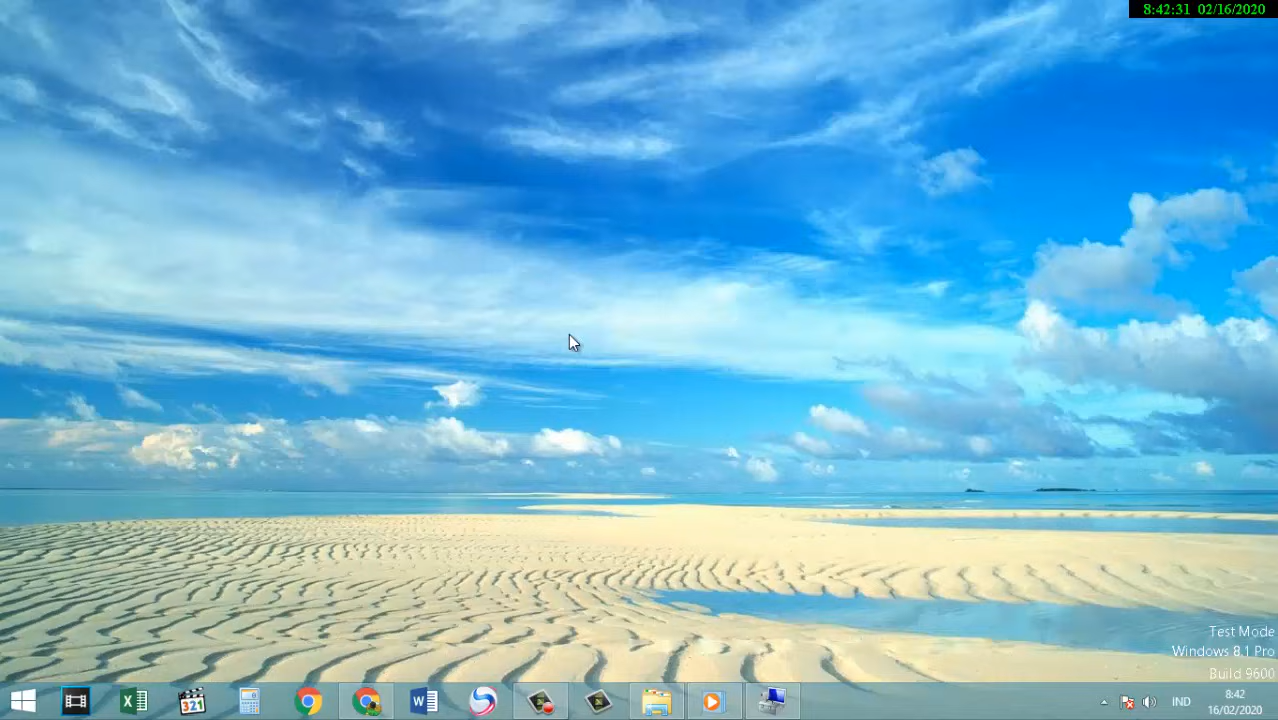 8:42:31 02/16/2020
Test Mode
Windows 8.1 Pro
Build 9600
321
IND
8:42
16/02/2020